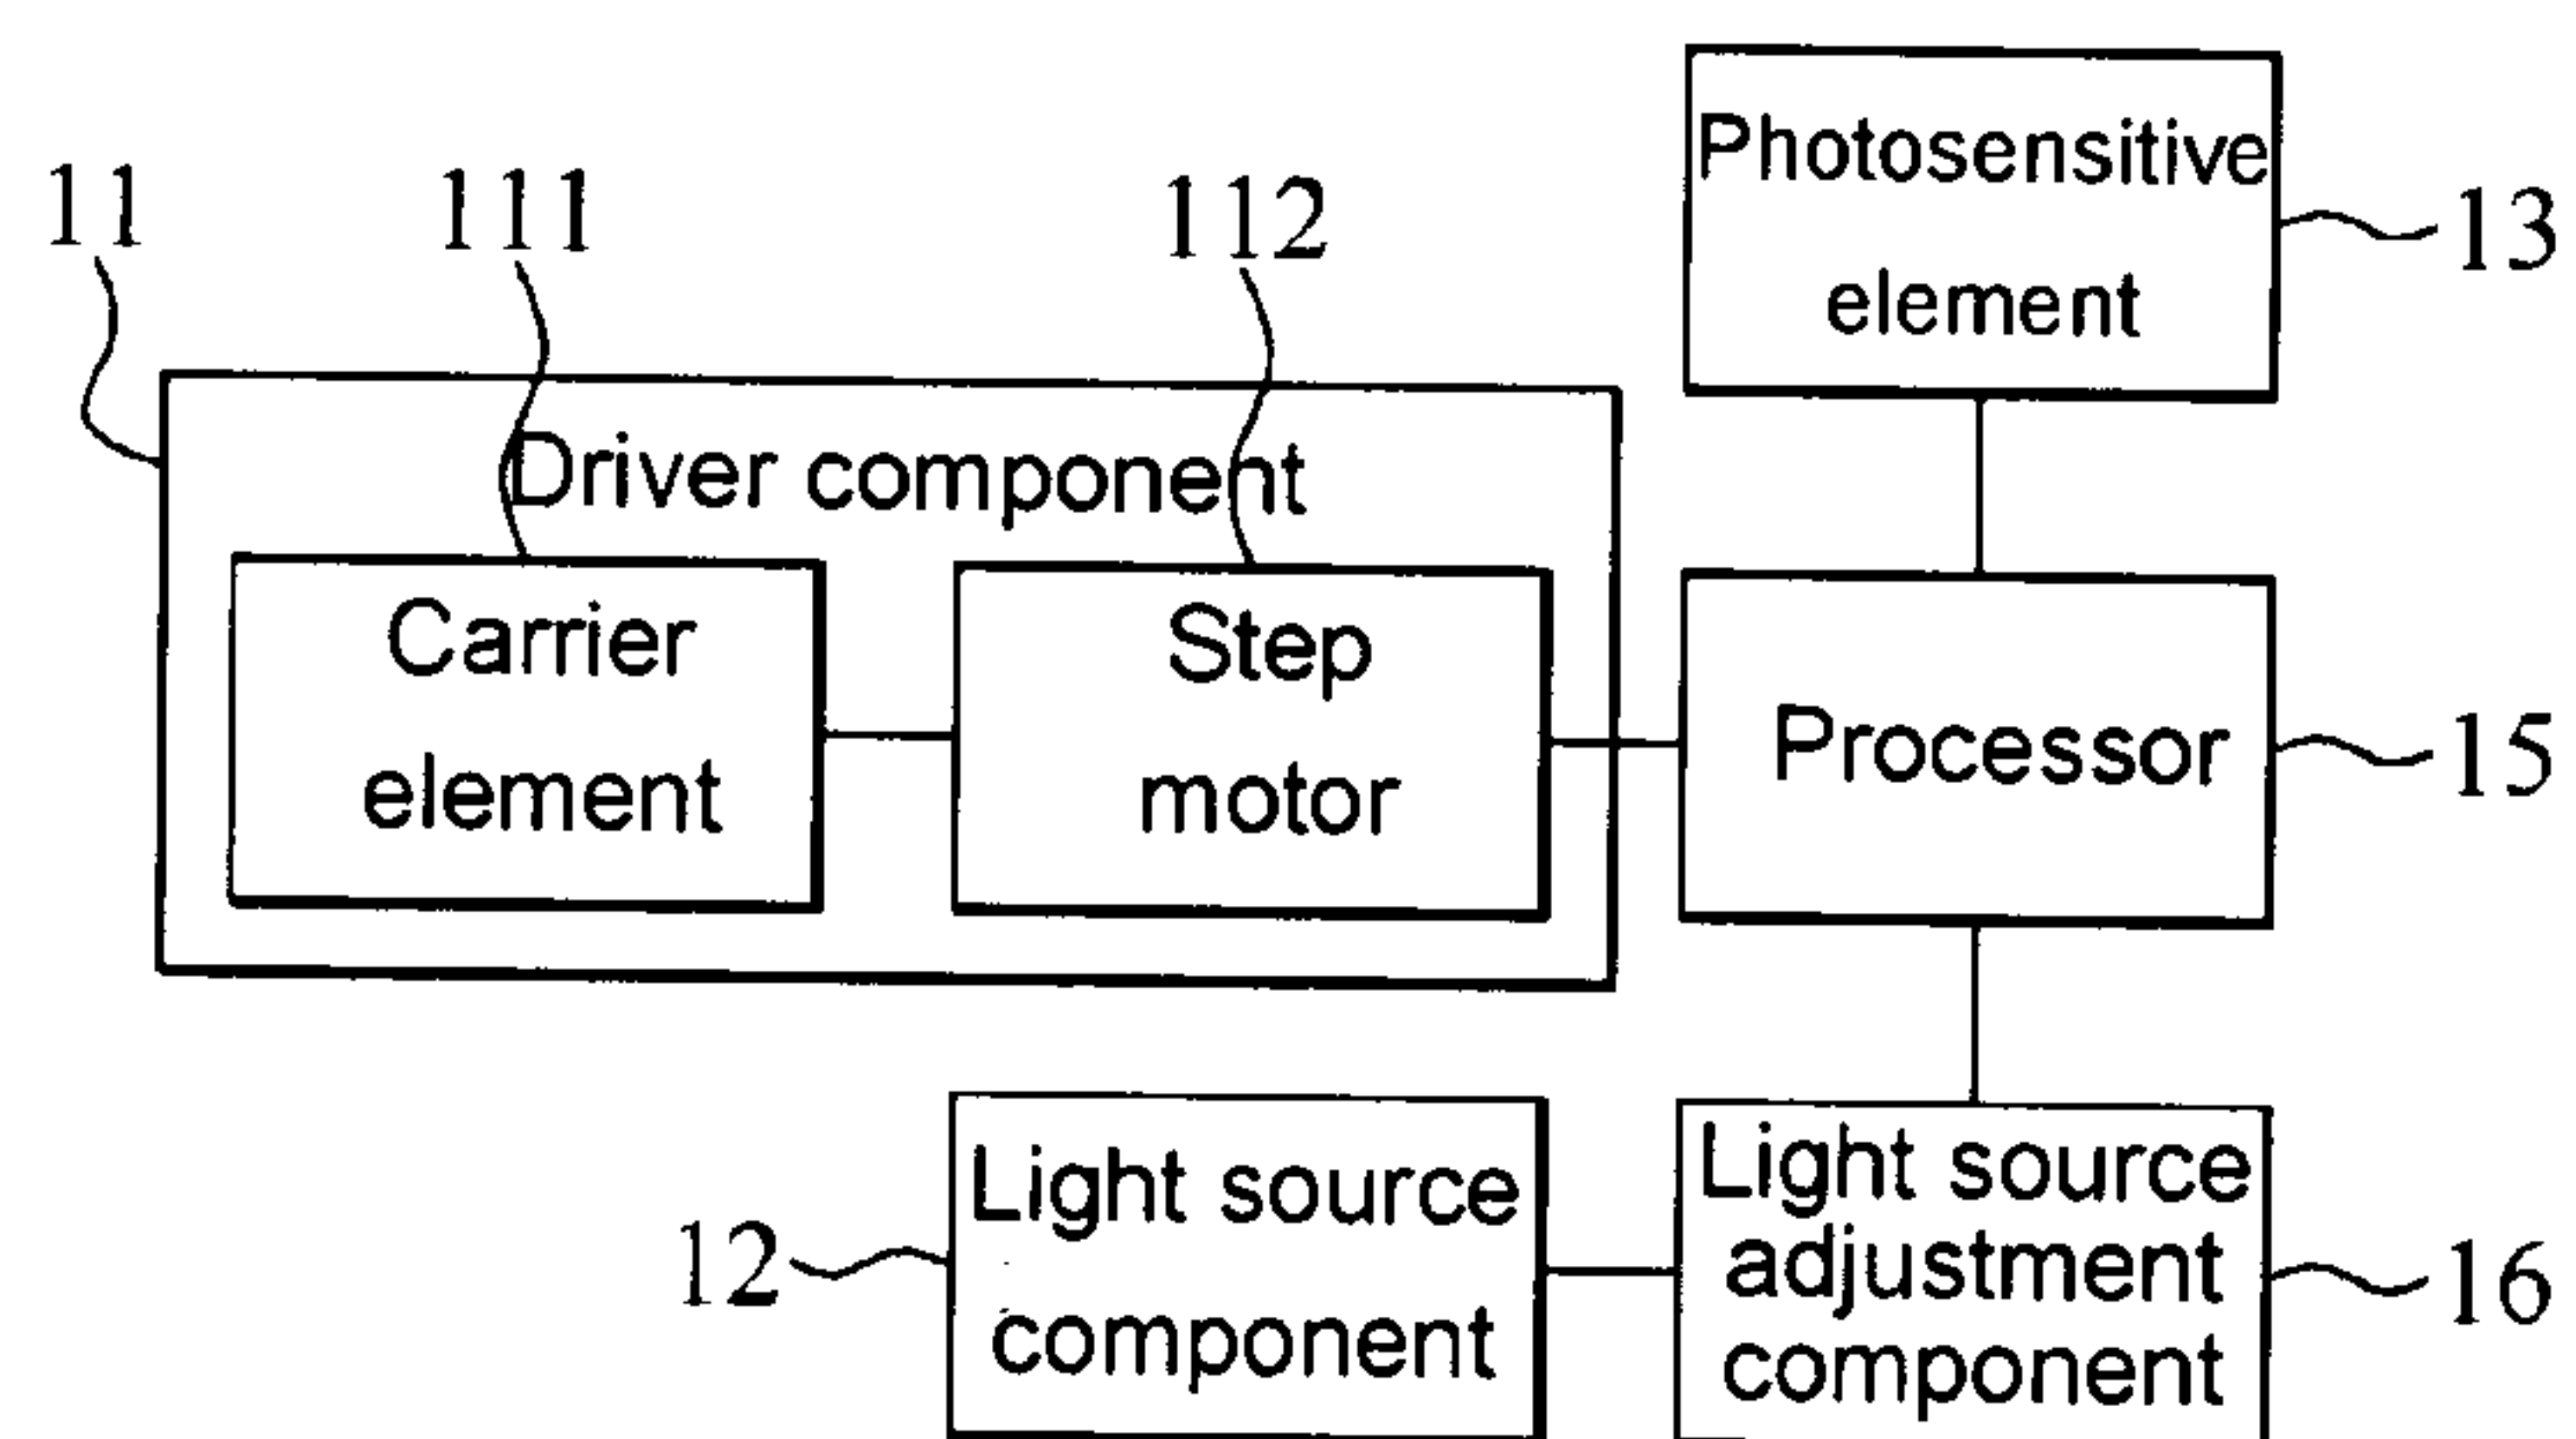 11
111
112
Photosensitive
element
13
Driver component
Carrier
element
Step
motor
Processor
15
Light source
component
12
Light source
adjustment
component
16